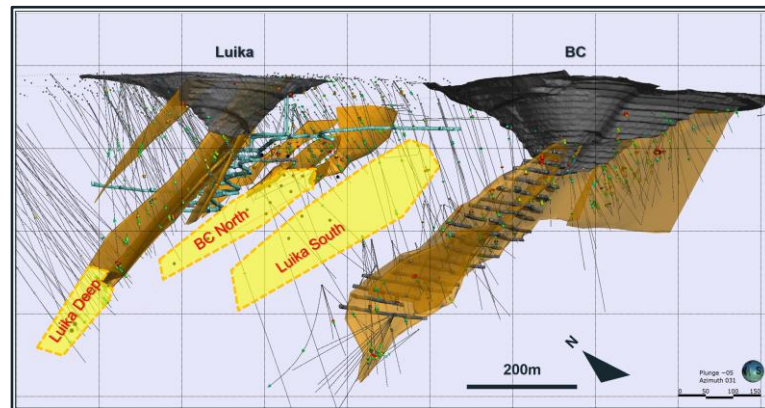 Luika
BC
BC North
Luika South
Luika Deep
200m
N
Plunge -05
Azimuth 031
0 50 100 150